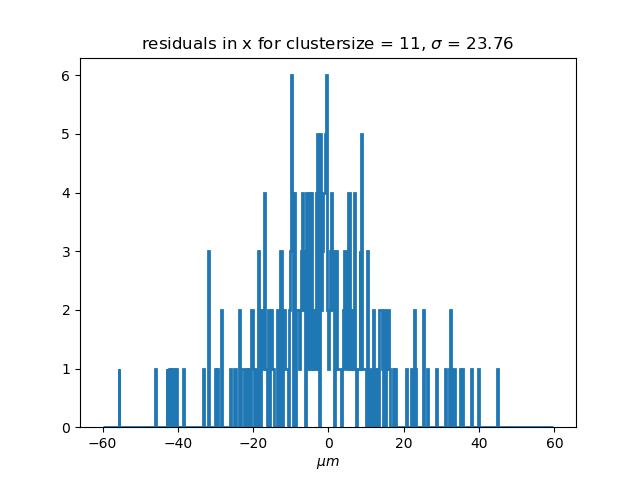 residuals in x for clustersize = 11, σ = 23.76
6
5
4
3
2
1
0
−60 −40 −20 0 20 40 60
μm